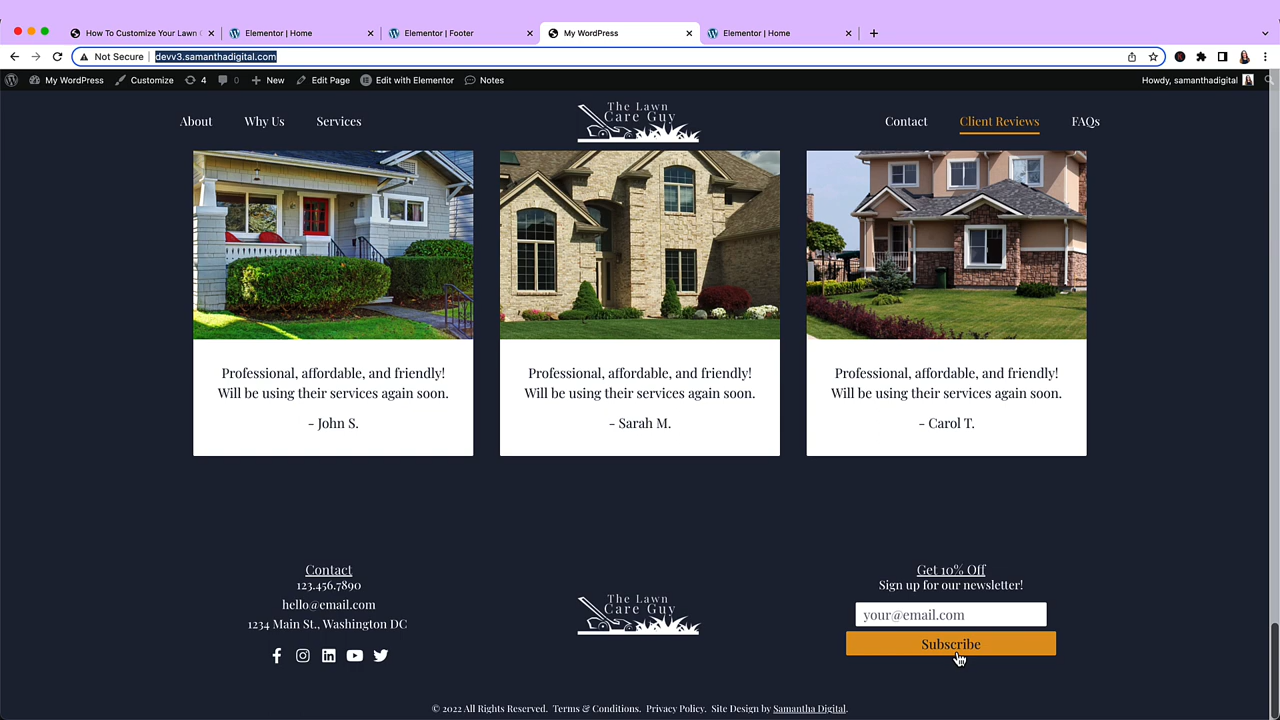 How To Customize Your Lawn
Elementor | Home
Elementor | Footer
My WordPress
Elementor | Home
Not Secure
devv3.samanthadigital.com
My WordPress
Customize
4
0
New
Edit Page
Edit with Elementor
Notes
Howdy, samanthadigital
About
Why Us
Services
The Lawn
Care Guy
Contact
Client Reviews
FAQs
Professional, affordable, and friendly!
Will be using their services again soon.
- John S.
Professional, affordable, and friendly!
Will be using their services again soon.
- Sarah M.
Professional, affordable, and friendly!
Will be using their services again soon.
- Carol T.
Contact
123.456.7890
hello@email.com
1234 Main St., Washington DC
The Lawn
Care Guy
Get 10% Off
Sign up for our newsletter!
your@email.com
Subscribe
© 2022 All Rights Reserved. Terms & Conditions. Privacy Policy. Site Design by Samantha Digital.